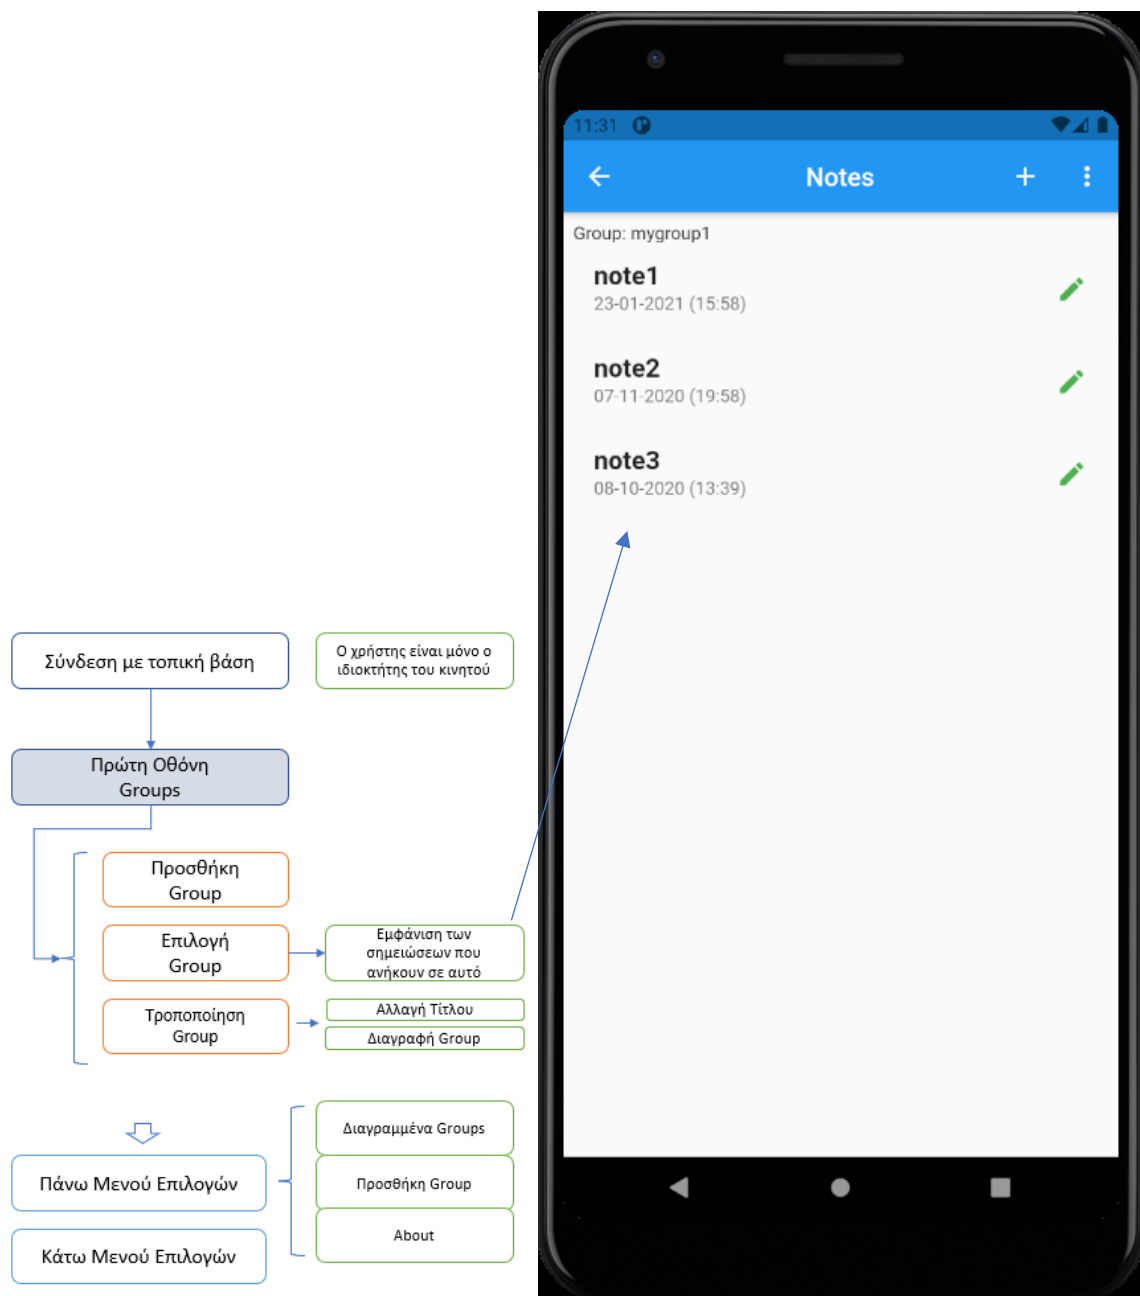 Σύνδεση με τοπική βάση
Ο χρήστης είναι μόνο ο
ιδιοκτήτης του κινητού
Πρώτη Οθόνη
Groups
Προσθήκη
Group
Επιλογή
Group
Εμφάνιση των
σημειώσεων που
ανήκουν σε αυτό
Τροποποίηση
Group
Αλλαγή Τίτλου
Διαγραφή Group
Πάνω Μενού Επιλογών
Διαγραμμένα Groups
Προσθήκη Group
About
Κάτω Μενού Επιλογών
11:31
Notes
Group: mygroup1
note1
23-01-2021 (15:58)
note2
07-11-2020 (19:58)
note3
08-10-2020 (13:39)